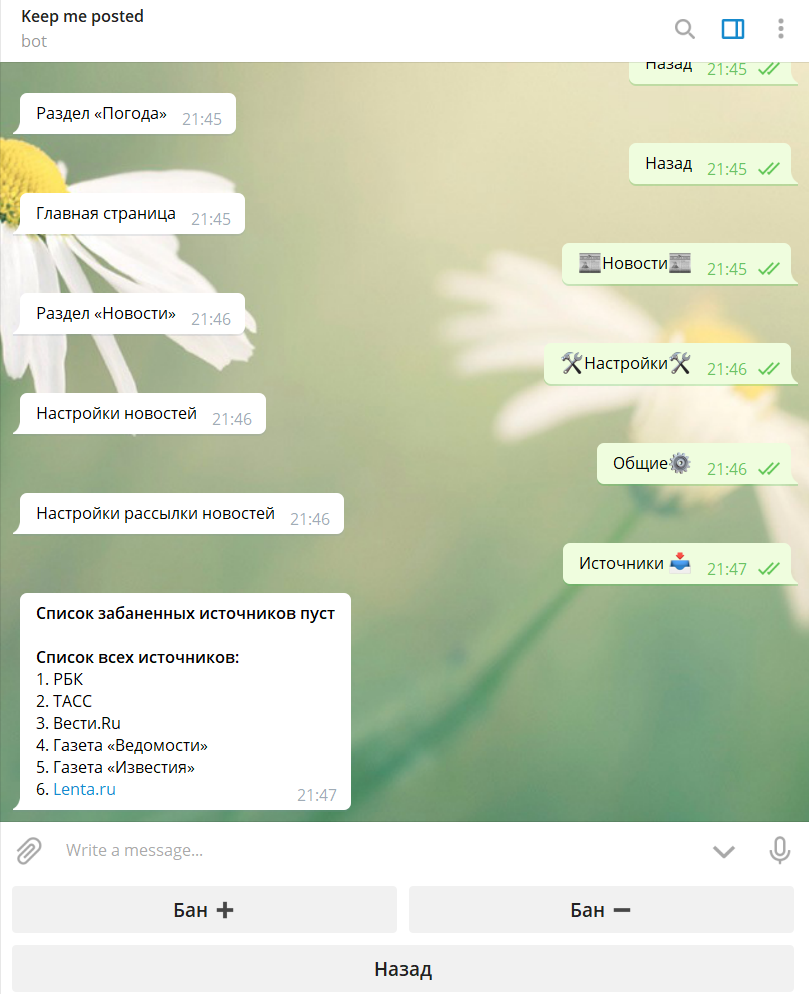 Keep me posted
bot
Назад 21:45
Раздел «Погода» 21:45
Назад 21:45
Главная страница 21:45
Новости 21:45
Раздел «Новости» 21:46
Настройки 21:46
Настройки новостей 21:46
Общие 21:46
Настройки рассылки новостей 21:46
Источники 21:47
Список забаненных источников пуст
Список всех источников:
1. РБК
2. ТАСС
3. Вести.Ru
4. Газета «Ведомости»
5. Газета «Известия»
6. Lenta.ru
21:47
Write a message...
Бан +
Бан −
Назад